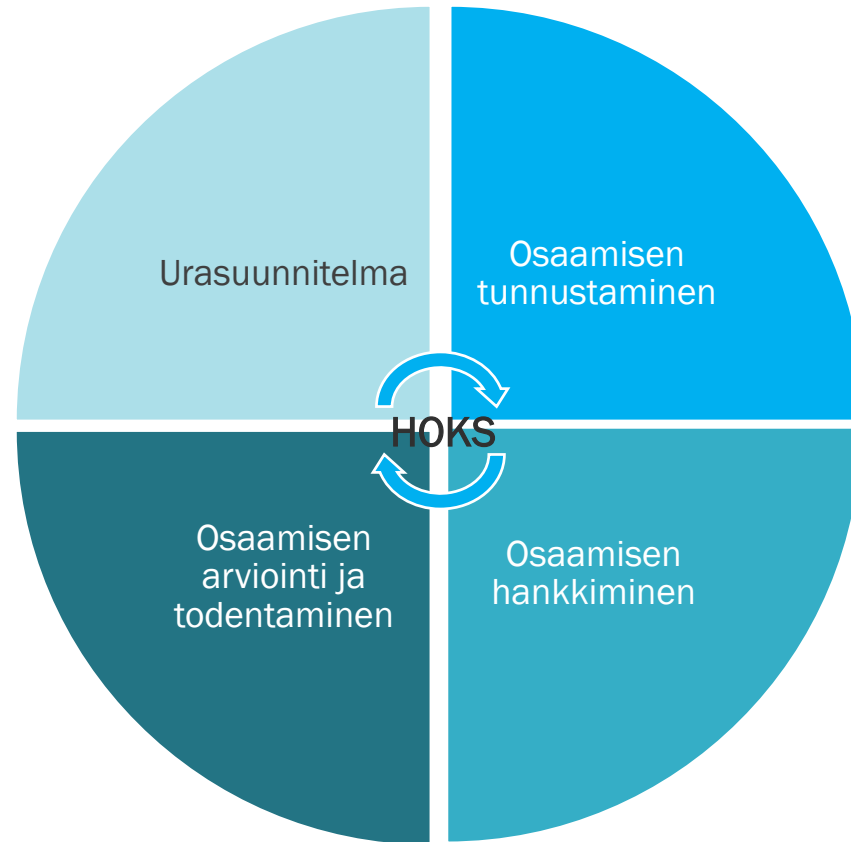 Urasuunnitelma
Osaamisen
tunnustaminen
HOKS
Osaamisen
arviointi ja
todentaminen
Osaamisen
hankkiminen